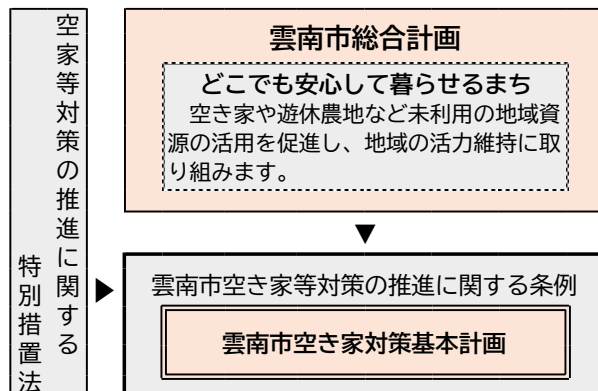 空家等対策の推進に関する
特別措置法
雲南市総合計画
どこでも安心して暮らせるまち
空き家や遊休農地など未利用の地域資
源の活用を促進し、地域の活力維持に取
り組みます。
▼
▶
雲南市空き家等対策の推進に関する条例
雲南市空き家対策基本計画